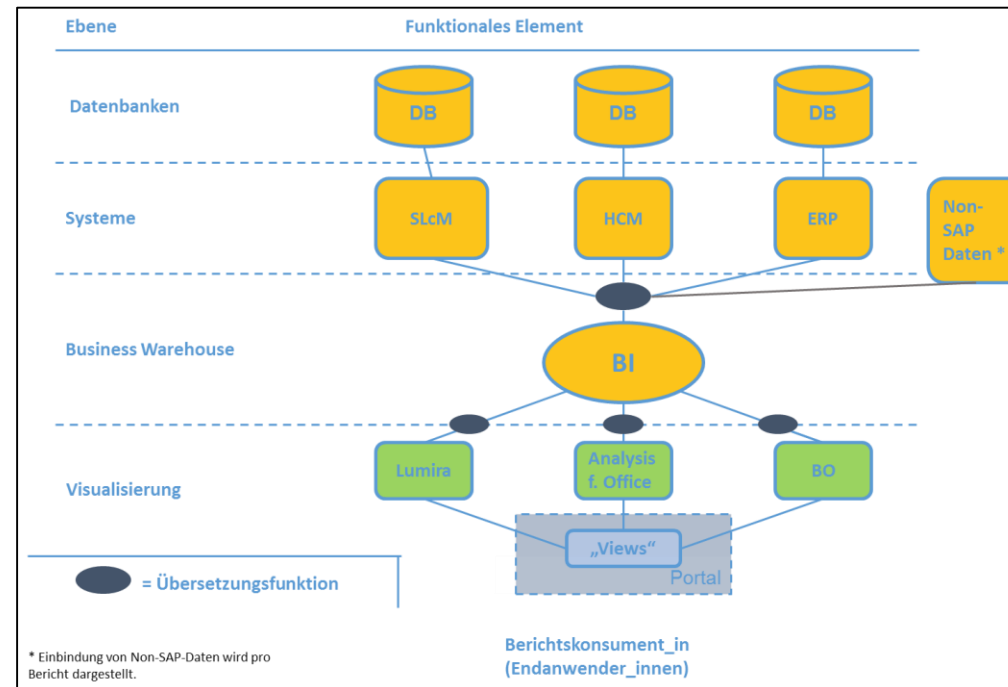 Ebene
Funktionales Element
Datenbanken
DB
DB
DB
Systeme
SLcM
HCM
ERP
Non-
SAP
Daten *
Business Warehouse
BI
Visualisierung
Lumira
Analysis
f. Office
BO
„Views“
Portal
= Übersetzungsfunktion
* Einbindung von Non-SAP-Daten wird pro
Bericht dargestellt.
Berichtskonsument_in
(Endanwender_innen)